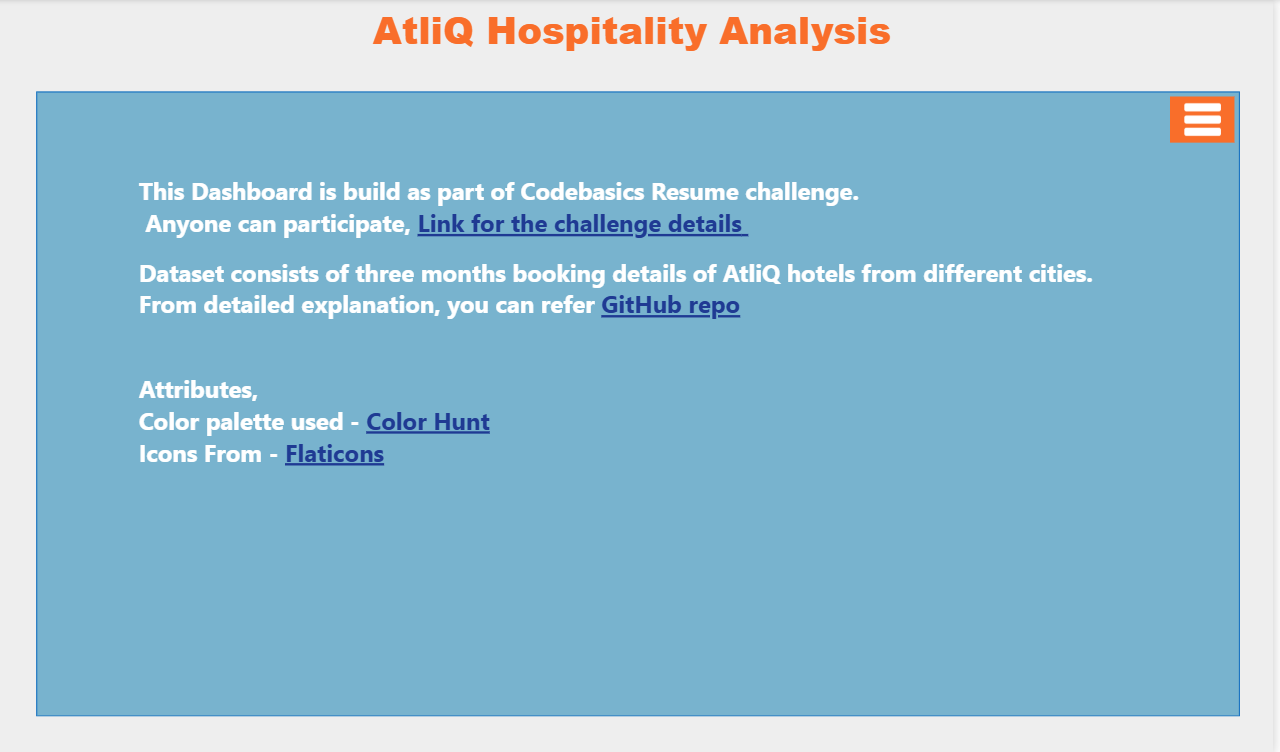 AtliQ Hospitality Analysis
This Dashboard is build as part of Codebasics Resume challenge.
Anyone can participate, Link for the challenge details
Dataset consists of three months booking details of AtliQ hotels from different cities.
From detailed explanation, you can refer GitHub repo
Attributes,
Color palette used - Color Hunt
Icons From - Flaticons